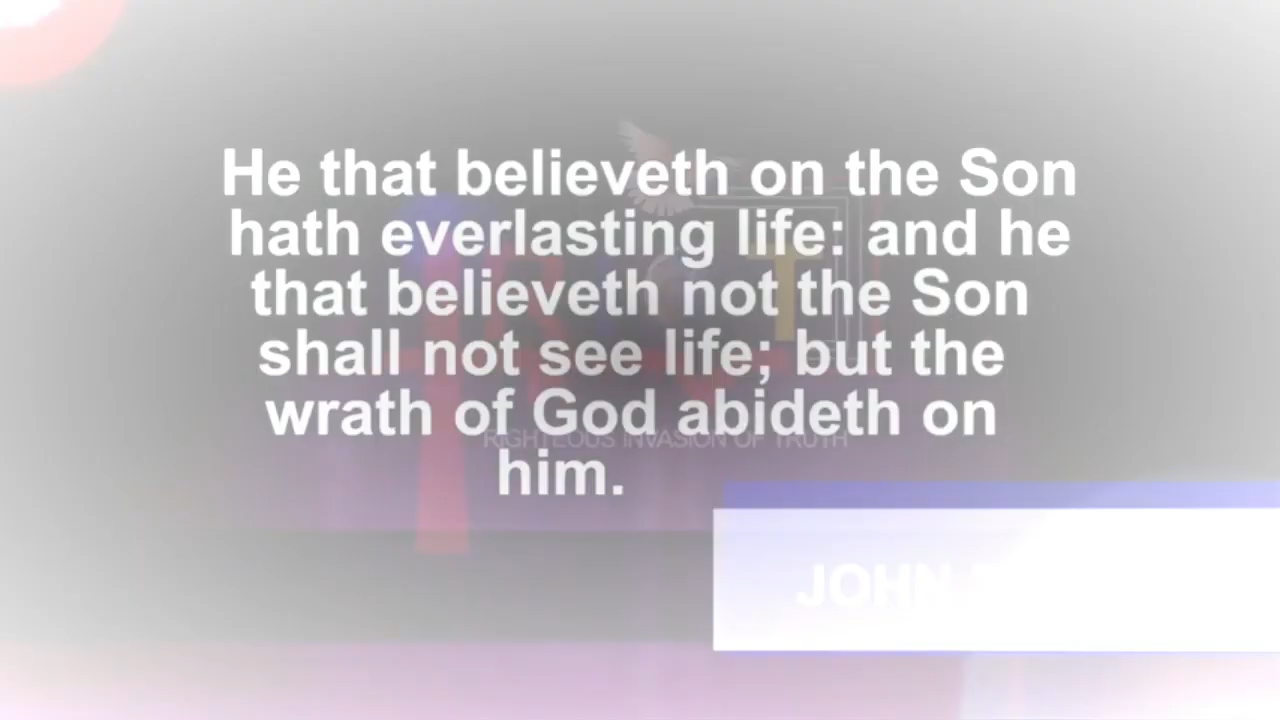 He that believeth on the Son
hath everlasting life: and he
that believeth not the Son
shall not see life; but the
wrath of God abideth on
him.
RIGHTEOUS INVASION OF TRUTH
JOHN